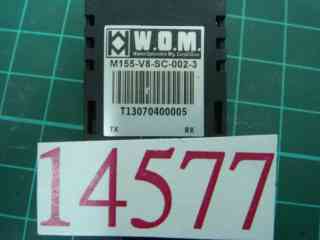 W.O.M
M155-V8-SC-002-3
T13070400005
TX RX
14577